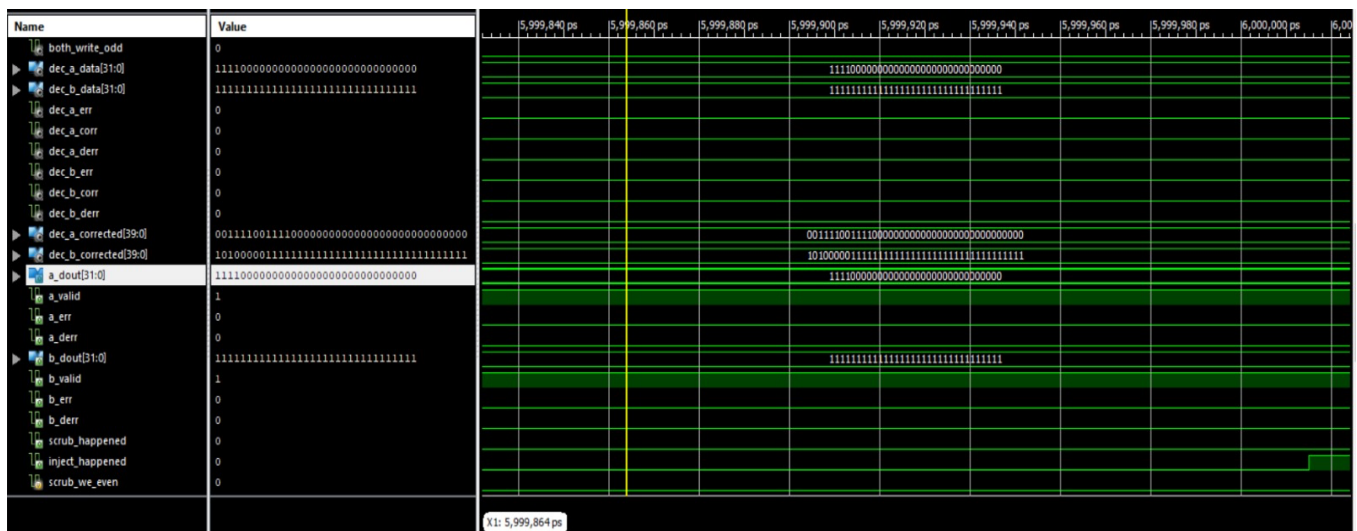 Name Value 5,999,840 ps 5,999,860 ps 5,999,880 ps 5,999,900 ps 5,999,920 ps 5,999,940 ps 5,999,960 ps 5,999,980 ps 6,000,000 ps 6,00
both_write_odd 0
dec_a_data[31:0] 11110000000000000000000000000000 11110000000000000000000000000000
dec_b_data[31:0] 11111111111111111111111111111111 11111111111111111111111111111111
dec_a_err 0
dec_a_corr 0
dec_a_derr 0
dec_b_err 0
dec_b_corr 0
dec_b_derr 0
dec_a_corrected[39:0] 0011110011110000000000000000000000000000 0011110011110000000000000000000000000000
dec_b_corrected[39:0] 1010000011111111111111111111111111111111 1010000011111111111111111111111111111111
a_dout[31:0] 11110000000000000000000000000000 11110000000000000000000000000000
a_valid 1
a_err 0
a_derr 0
b_dout[31:0] 11111111111111111111111111111111 11111111111111111111111111111111
b_valid 1
b_err 0
b_derr 0
scrub_happened 0
inject_happened 0
scrub_we_even 0
X1: 5,999,864 ps